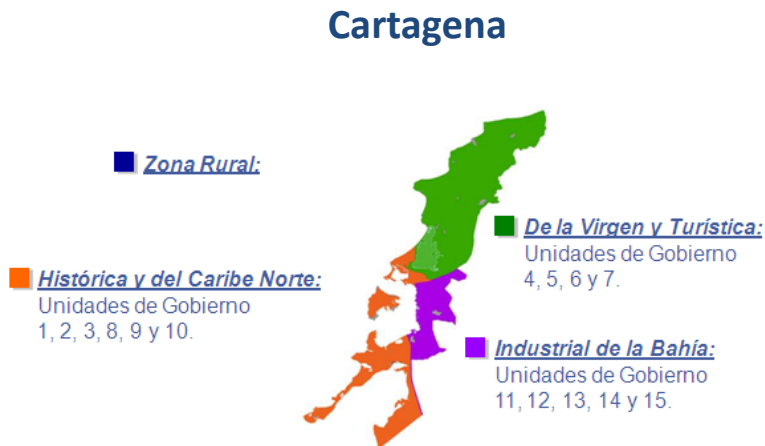 Cartagena
Zona Rural:
De la Virgen y Turística:
Unidades de Gobierno
4, 5, 6 y 7.
Histórica y del Caribe Norte:
Unidades de Gobierno
1, 2, 3, 8, 9 y 10.
Industrial de la Bahía:
Unidades de Gobierno
11, 12, 13, 14 y 15.